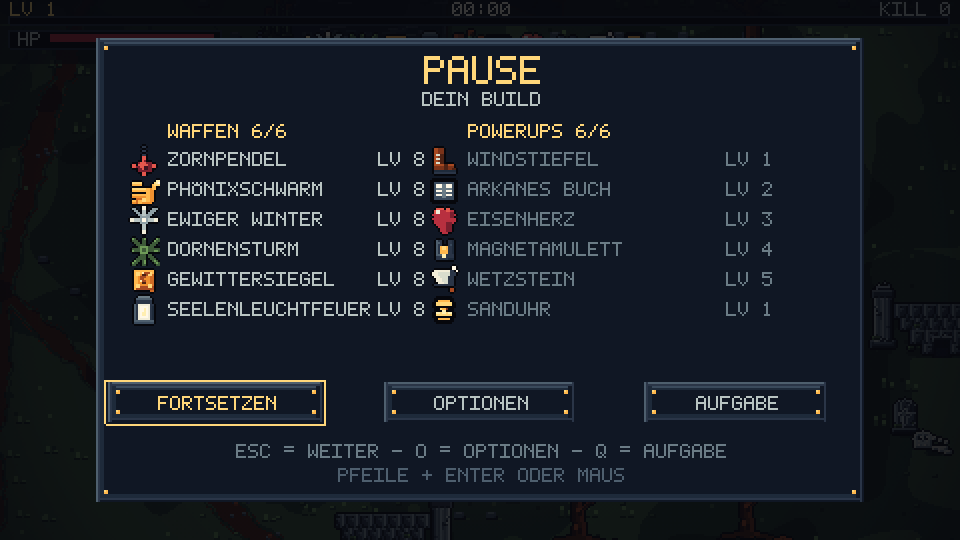 LV 1 00:00 KILL 0
HP
PAUSE
DEIN BUILD
WAFFEN 6/6 POWERUPS 6/6
ZORNPENDEL LV 8 WINDSTIEFEL LV 1
PHÖNIXSCHWARM LV 8 ARKANES BUCH LV 2
EWIGER WINTER LV 8 EISENHERZ LV 3
DORNENSTURM LV 8 MAGNETAMULETT LV 4
GEWITTERSIEGEL LV 8 WETZSTEIN LV 5
SEELENLEUCHTFEUER LV 8 SANDUHR LV 1
FORTSETZEN OPTIONEN AUFGABE
ESC = WEITER - O = OPTIONEN - Q = AUFGABE
PFEILE + ENTER ODER MAUS